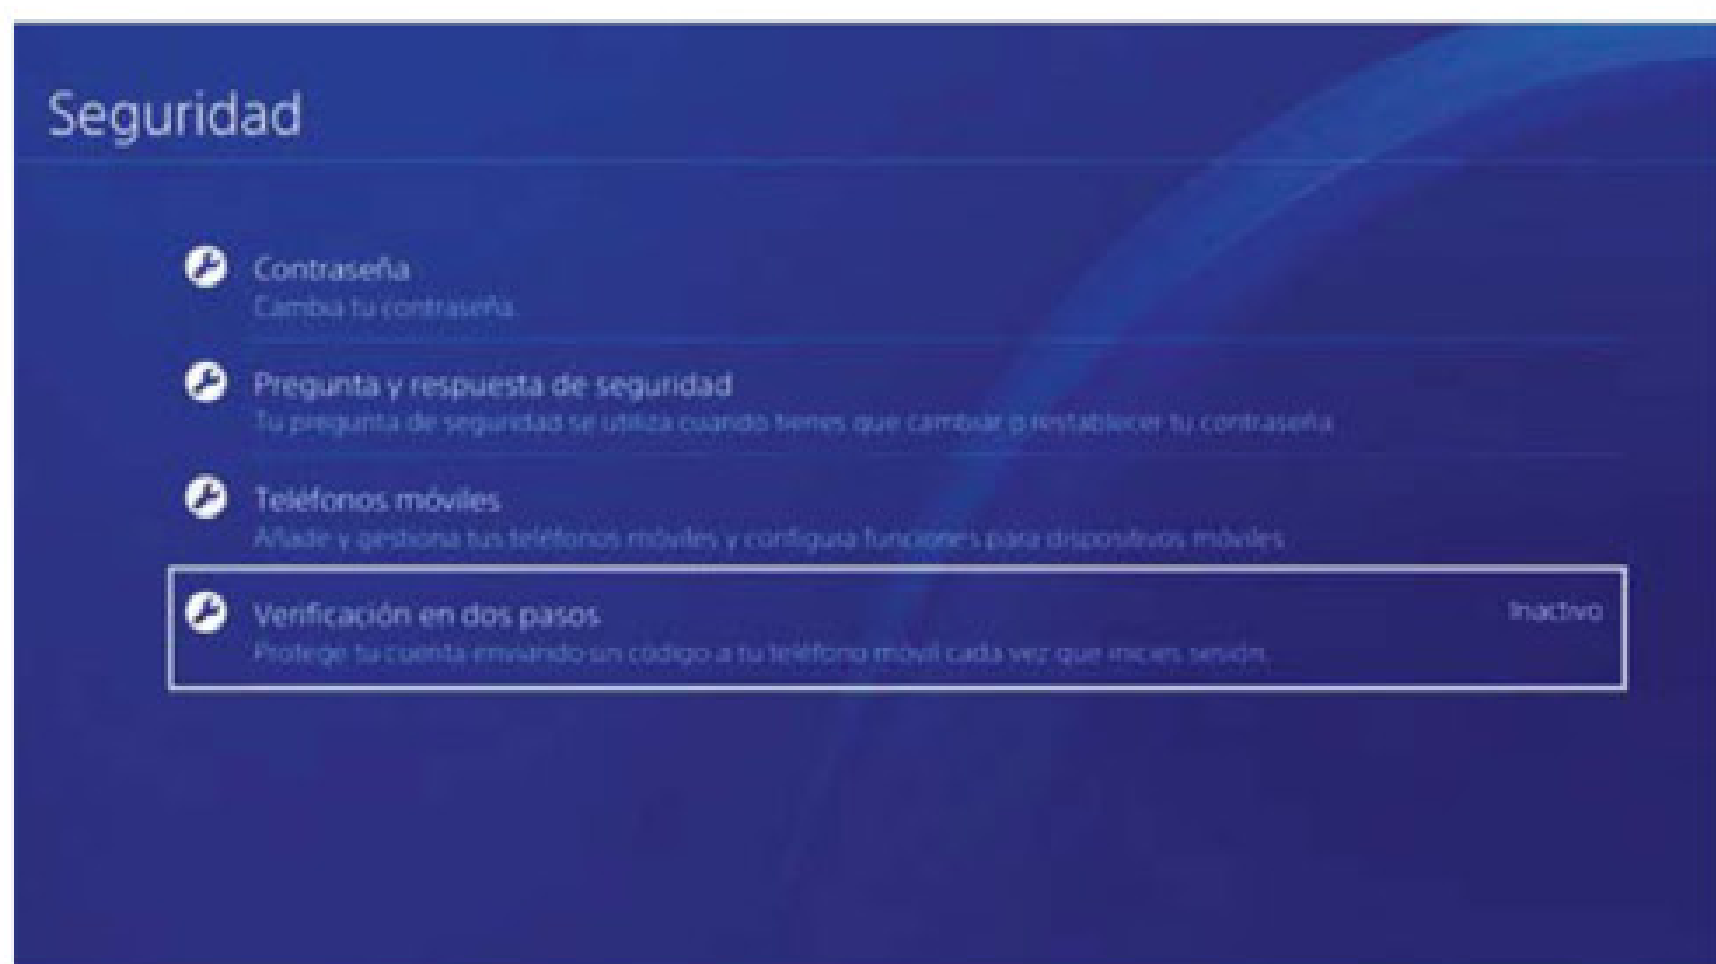 Seguridad
Contraseña
Cambia tu contraseña.
Pregunta y respuesta de seguridad
Tu pregunta de seguridad se utiliza cuando tienes que cambiar o restablecer tu contraseña
Teléfonos móviles
Añade y gestiona tus teléfonos móviles y configura funciones para dispositivos móviles
Verificación en dos pasos
Inactivo
Protege tu cuenta enviando un código a tu teléfono móvil cada vez que inicies sesión.